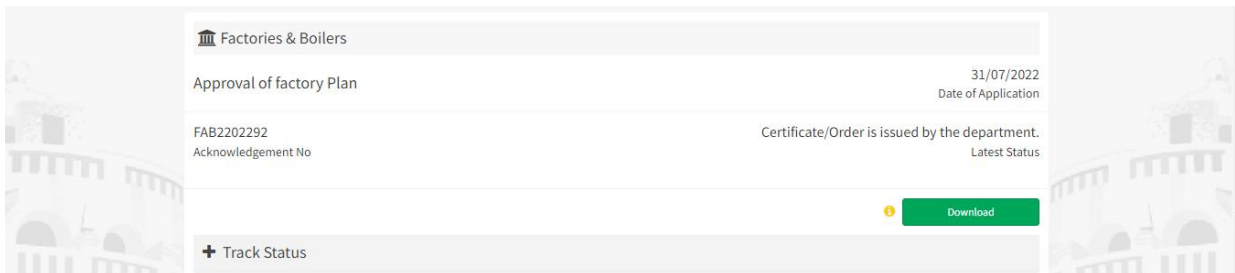 Factories & Boilers
Approval of factory Plan
31/07/2022
Date of Application
FAB2202292
Acknowledgement No
Certificate/Order is issued by the department.
Latest Status
Download
Track Status